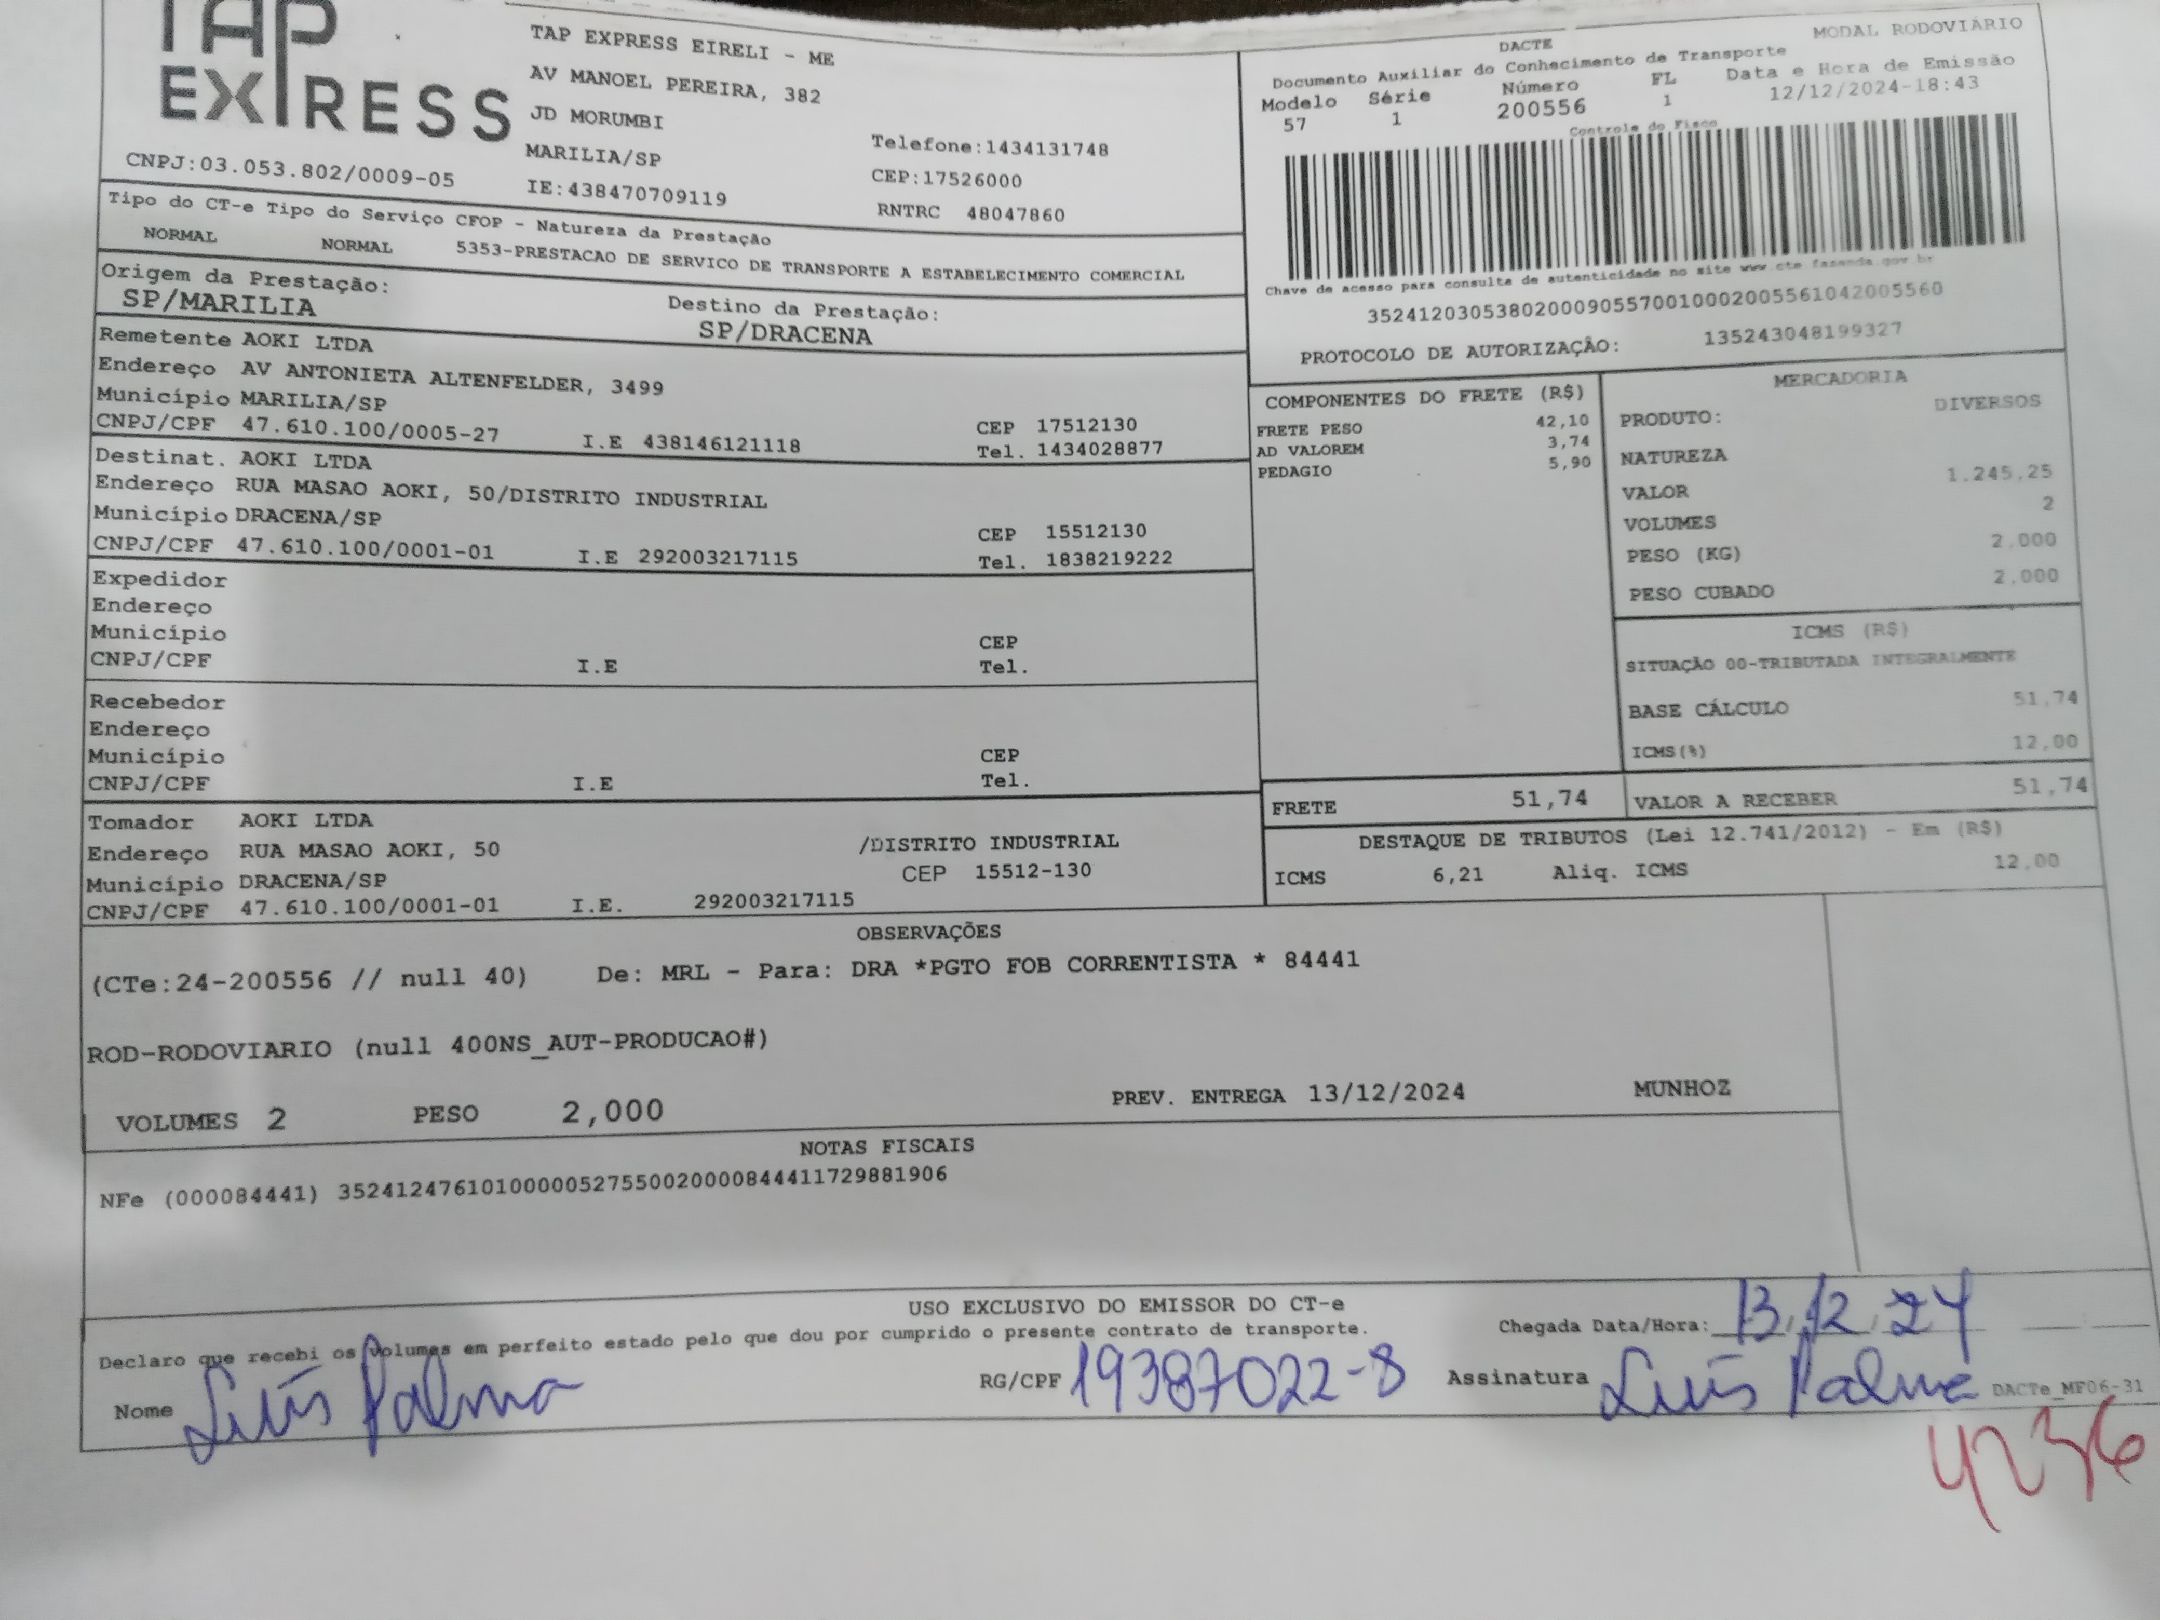 TAP EXPRESS
TAP EXPRESS EIRELI - ME
AV MANOEL PEREIRA, 382
JD MORUMBI
MARILIA/SP
Telefone:1434131748
CEP:17526000
CNPJ:03.053.802/0009-05
IE:438470709119
RNTRC 48047860
DACTE
MODAL RODOVIÁRIO
Documento Auxiliar do Conhecimento de Transporte
Modelo Série Número FL Data e Hora de Emissão
57 1 200556 1 12/12/2024-18:43
Controle do Fisco
Chave de acesso para consulta de autenticidade no site www.cte.fazenda.gov.br
35241203053802000905570010002005561042005560
PROTOCOLO DE AUTORIZAÇÃO: 135243048199327
Tipo do CT-e Tipo do Serviço CFOP - Natureza da Prestação
NORMAL NORMAL 5353-PRESTACAO DE SERVICO DE TRANSPORTE A ESTABELECIMENTO COMERCIAL
Origem da Prestação: Destino da Prestação:
SP/MARILIA SP/DRACENA
Remetente AOKI LTDA
Endereço AV ANTONIETA ALTENFELDER, 3499
Município MARILIA/SP CEP 17512130
CNPJ/CPF 47.610.100/0005-27 I.E 438146121118 Tel. 1434028877
Destinat. AOKI LTDA
Endereço RUA MASAO AOKI, 50/DISTRITO INDUSTRIAL
Município DRACENA/SP CEP 15512130
CNPJ/CPF 47.610.100/0001-01 I.E 292003217115 Tel. 1838219222
Expedidor
Endereço
Município CEP
CNPJ/CPF I.E Tel.
Recebedor
Endereço
Município CEP
CNPJ/CPF I.E Tel.
Tomador AOKI LTDA
Endereço RUA MASAO AOKI, 50 /DISTRITO INDUSTRIAL
Município DRACENA/SP CEP 15512-130
CNPJ/CPF 47.610.100/0001-01 I.E. 292003217115
COMPONENTES DO FRETE (R$)
FRETE PESO 42,10
AD VALOREM 3,74
PEDAGIO 5,90
MERCADORIA
PRODUTO: DIVERSOS
NATUREZA
VALOR 1.245,25
VOLUMES 2
PESO (KG) 2,000
PESO CUBADO 2,000
ICMS (R$)
SITUAÇÃO 00-TRIBUTADA INTEGRALMENTE
BASE CÁLCULO 51,74
ICMS(%) 12,00
FRETE 51,74 VALOR A RECEBER 51,74
DESTAQUE DE TRIBUTOS (Lei 12.741/2012) - Em (R$)
ICMS 6,21 Aliq. ICMS 12,00
OBSERVAÇÕES
(CTe:24-200556 // null 40) De: MRL - Para: DRA *PGTO FOB CORRENTISTA * 84441
ROD-RODOVIARIO (null 400NS_AUT-PRODUCAO#)
VOLUMES 2 PESO 2,000 PREV. ENTREGA 13/12/2024 MUNHOZ
NOTAS FISCAIS
NFe (000084441) 35241247610100000527550020000844411729881906
USO EXCLUSIVO DO EMISSOR DO CT-e
Declaro que recebi os volumes em perfeito estado pelo que dou por cumprido o presente contrato de transporte.
Chegada Data/Hora: 13,12,24
Nome Luís Palma RG/CPF 19387022-8 Assinatura Luís Palma DACTe_MF06-31
4236